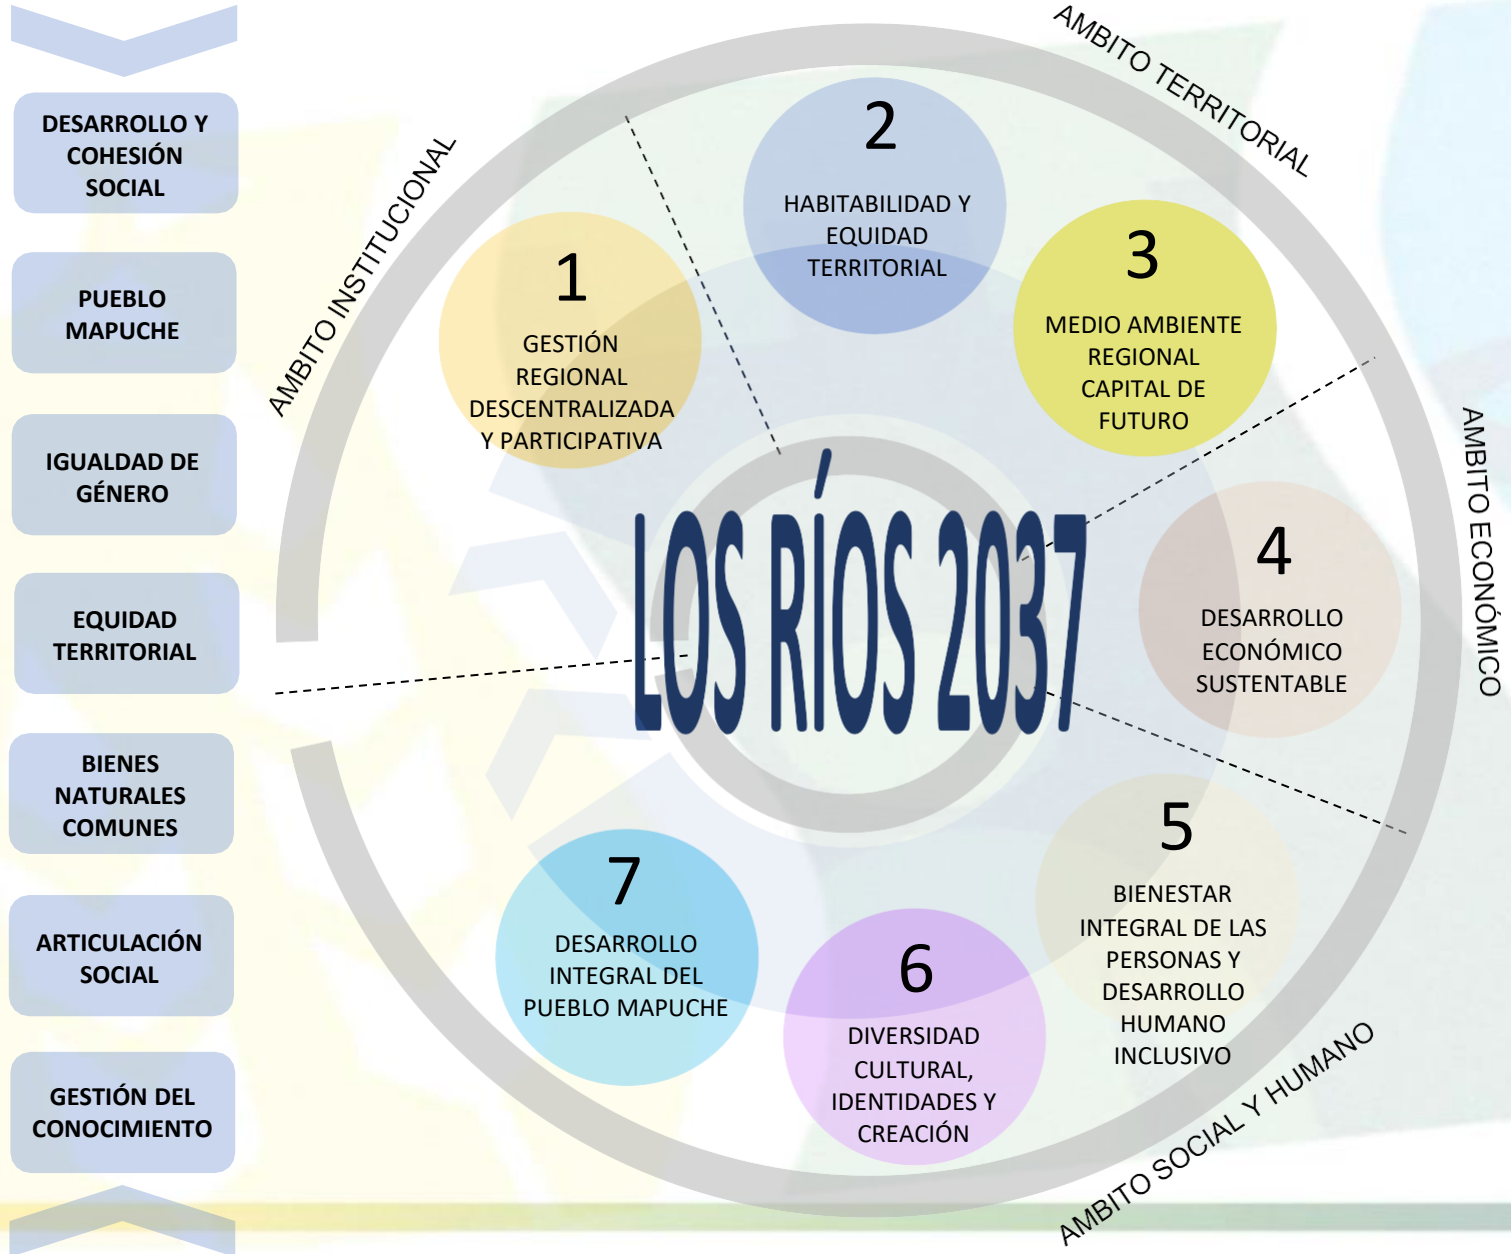 DESARROLLO Y
COHESIÓN
SOCIAL
PUEBLO
MAPUCHE
IGUALDAD DE
GÉNERO
EQUIDAD
TERRITORIAL
BIENES
NATURALES
COMUNES
ARTICULACIÓN
SOCIAL
GESTIÓN DEL
CONOCIMIENTO
AMBITO INSTITUCIONAL
1
GESTIÓN
REGIONAL
DESCENTRALIZADA
Y PARTICIPATIVA
AMBITO TERRITORIAL
2
HABITABILIDAD Y
EQUIDAD
TERRITORIAL
3
MEDIO AMBIENTE
REGIONAL
CAPITAL DE
FUTURO
AMBITO ECONÓMICO
4
DESARROLLO
ECONÓMICO
SUSTENTABLE
LOS RÍOS 2037
5
BIENESTAR
INTEGRAL DE LAS
PERSONAS Y
DESARROLLO
HUMANO
INCLUSIVO
6
DIVERSIDAD
CULTURAL,
IDENTIDADES Y
CREACIÓN
7
DESARROLLO
INTEGRAL DEL
PUEBLO MAPUCHE
AMBITO SOCIAL Y HUMANO